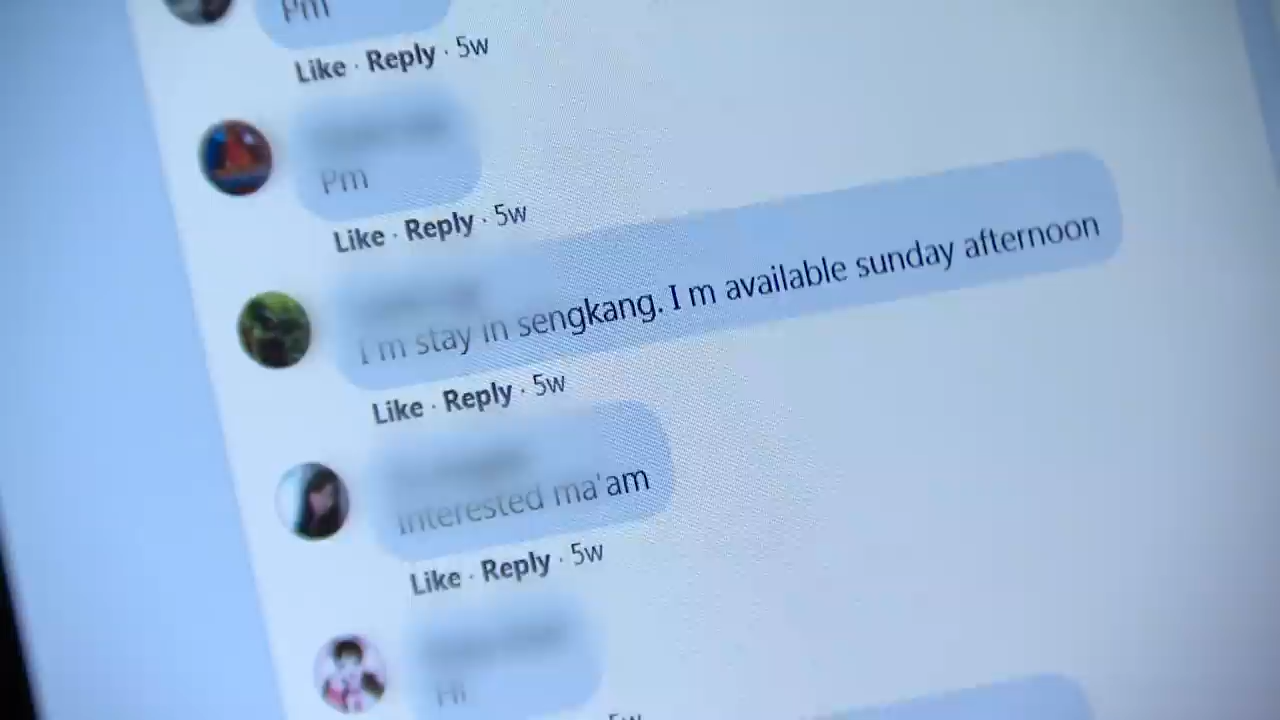 Pm
Like · Reply · 5w
Pm
Like · Reply · 5w
I m stay in sengkang. I m available sunday afternoon
Like · Reply · 5w
Interested ma'am
Like · Reply · 5w
Hi
5w